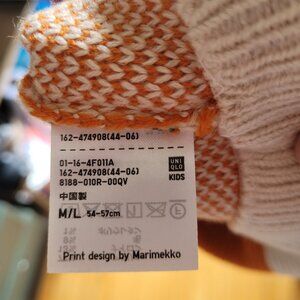 162-474908(44-06)
01-16-4F011A
162-474908(44-06)
8188-010R-00QV
UNI
QLO
KIDS
中国製
M/L 54-57cm
Print design by Marimekko